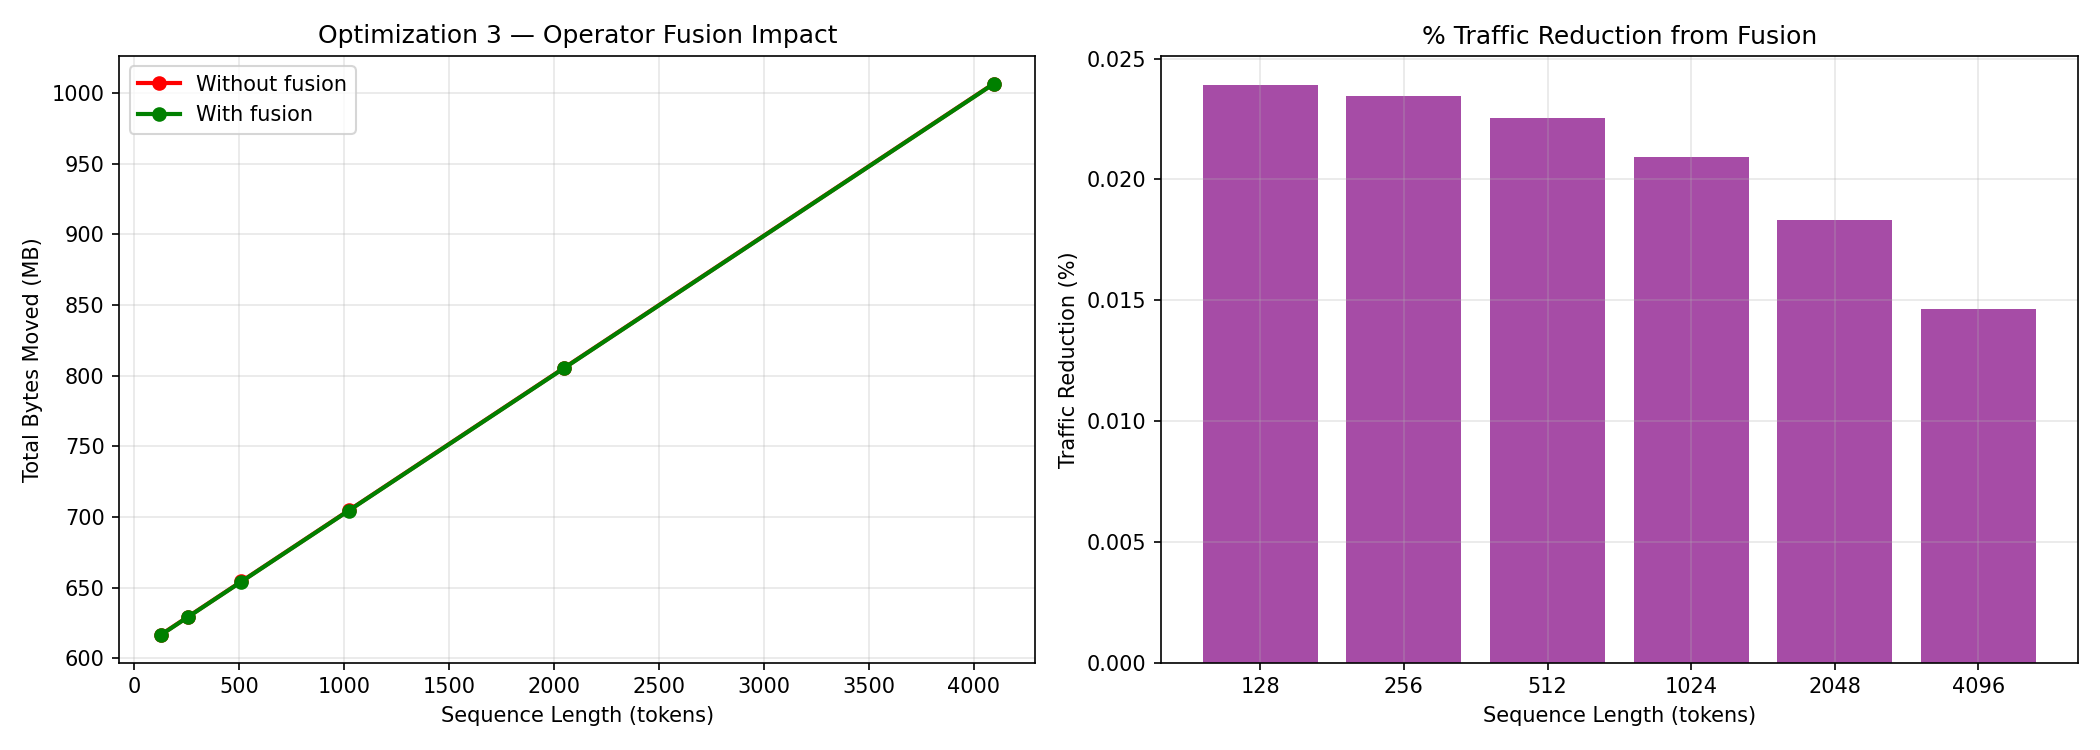 Optimization 3 — Operator Fusion Impact
Without fusion
With fusion
Total Bytes Moved (MB)
1000
950
900
850
800
750
700
650
600
0 500 1000 1500 2000 2500 3000 3500 4000
Sequence Length (tokens)
% Traffic Reduction from Fusion
Traffic Reduction (%)
0.025
0.020
0.015
0.010
0.005
0.000
128 256 512 1024 2048 4096
Sequence Length (tokens)